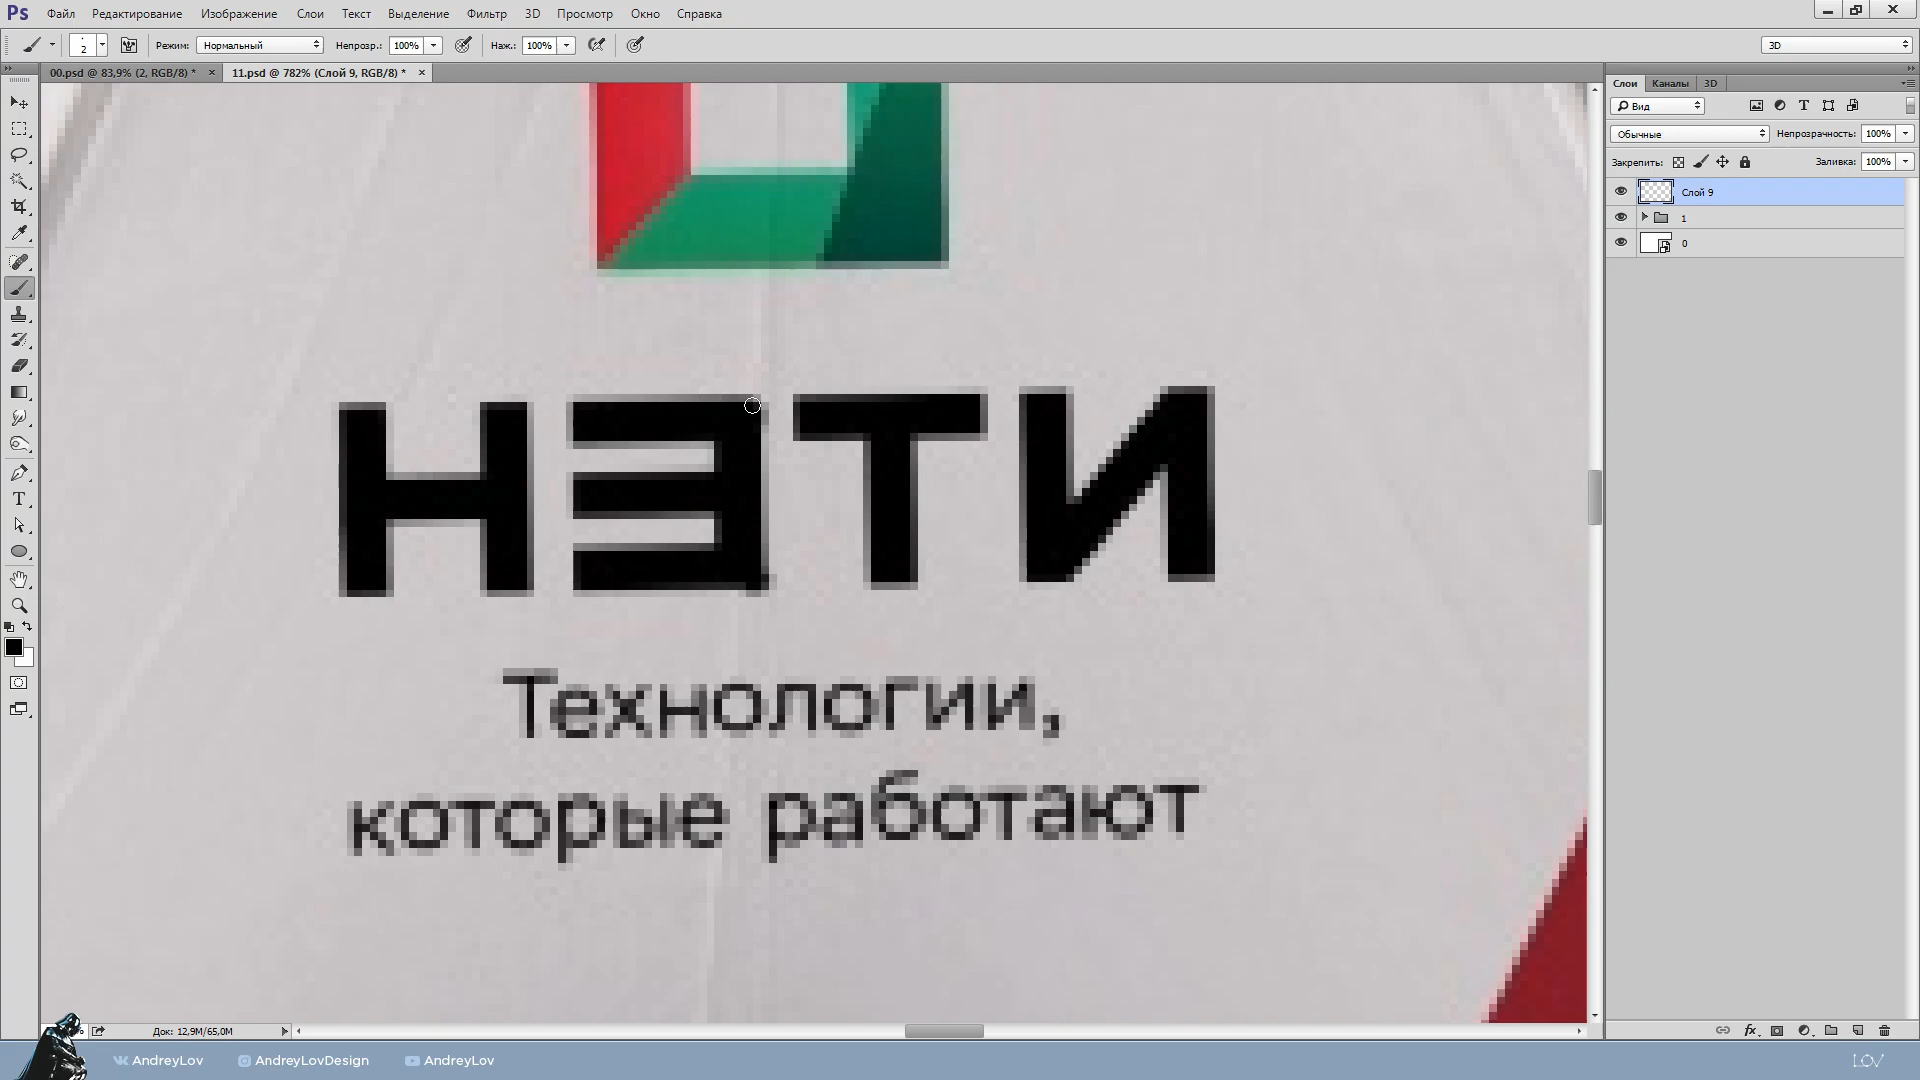 Ps Файл Редактирование Изображение Слои Текст Выделение Фильтр 3D Просмотр Окно Справка
2 Режим: Нормальный Непрозр.: 100% Наж.: 100% 3D
00.psd @ 83,9% (2, RGB/8) * × 11.psd @ 782% (Слой 9, RGB/8) * ×
Слои Каналы 3D
Вид
Обычные Непрозрачность: 100%
Закрепить: Заливка: 100%
Слой 9
1
0
НЭТИ
Технологии,
которые работают
Док: 12,9M/65,0M
AndreyLov AndreyLovDesign AndreyLov
LOV